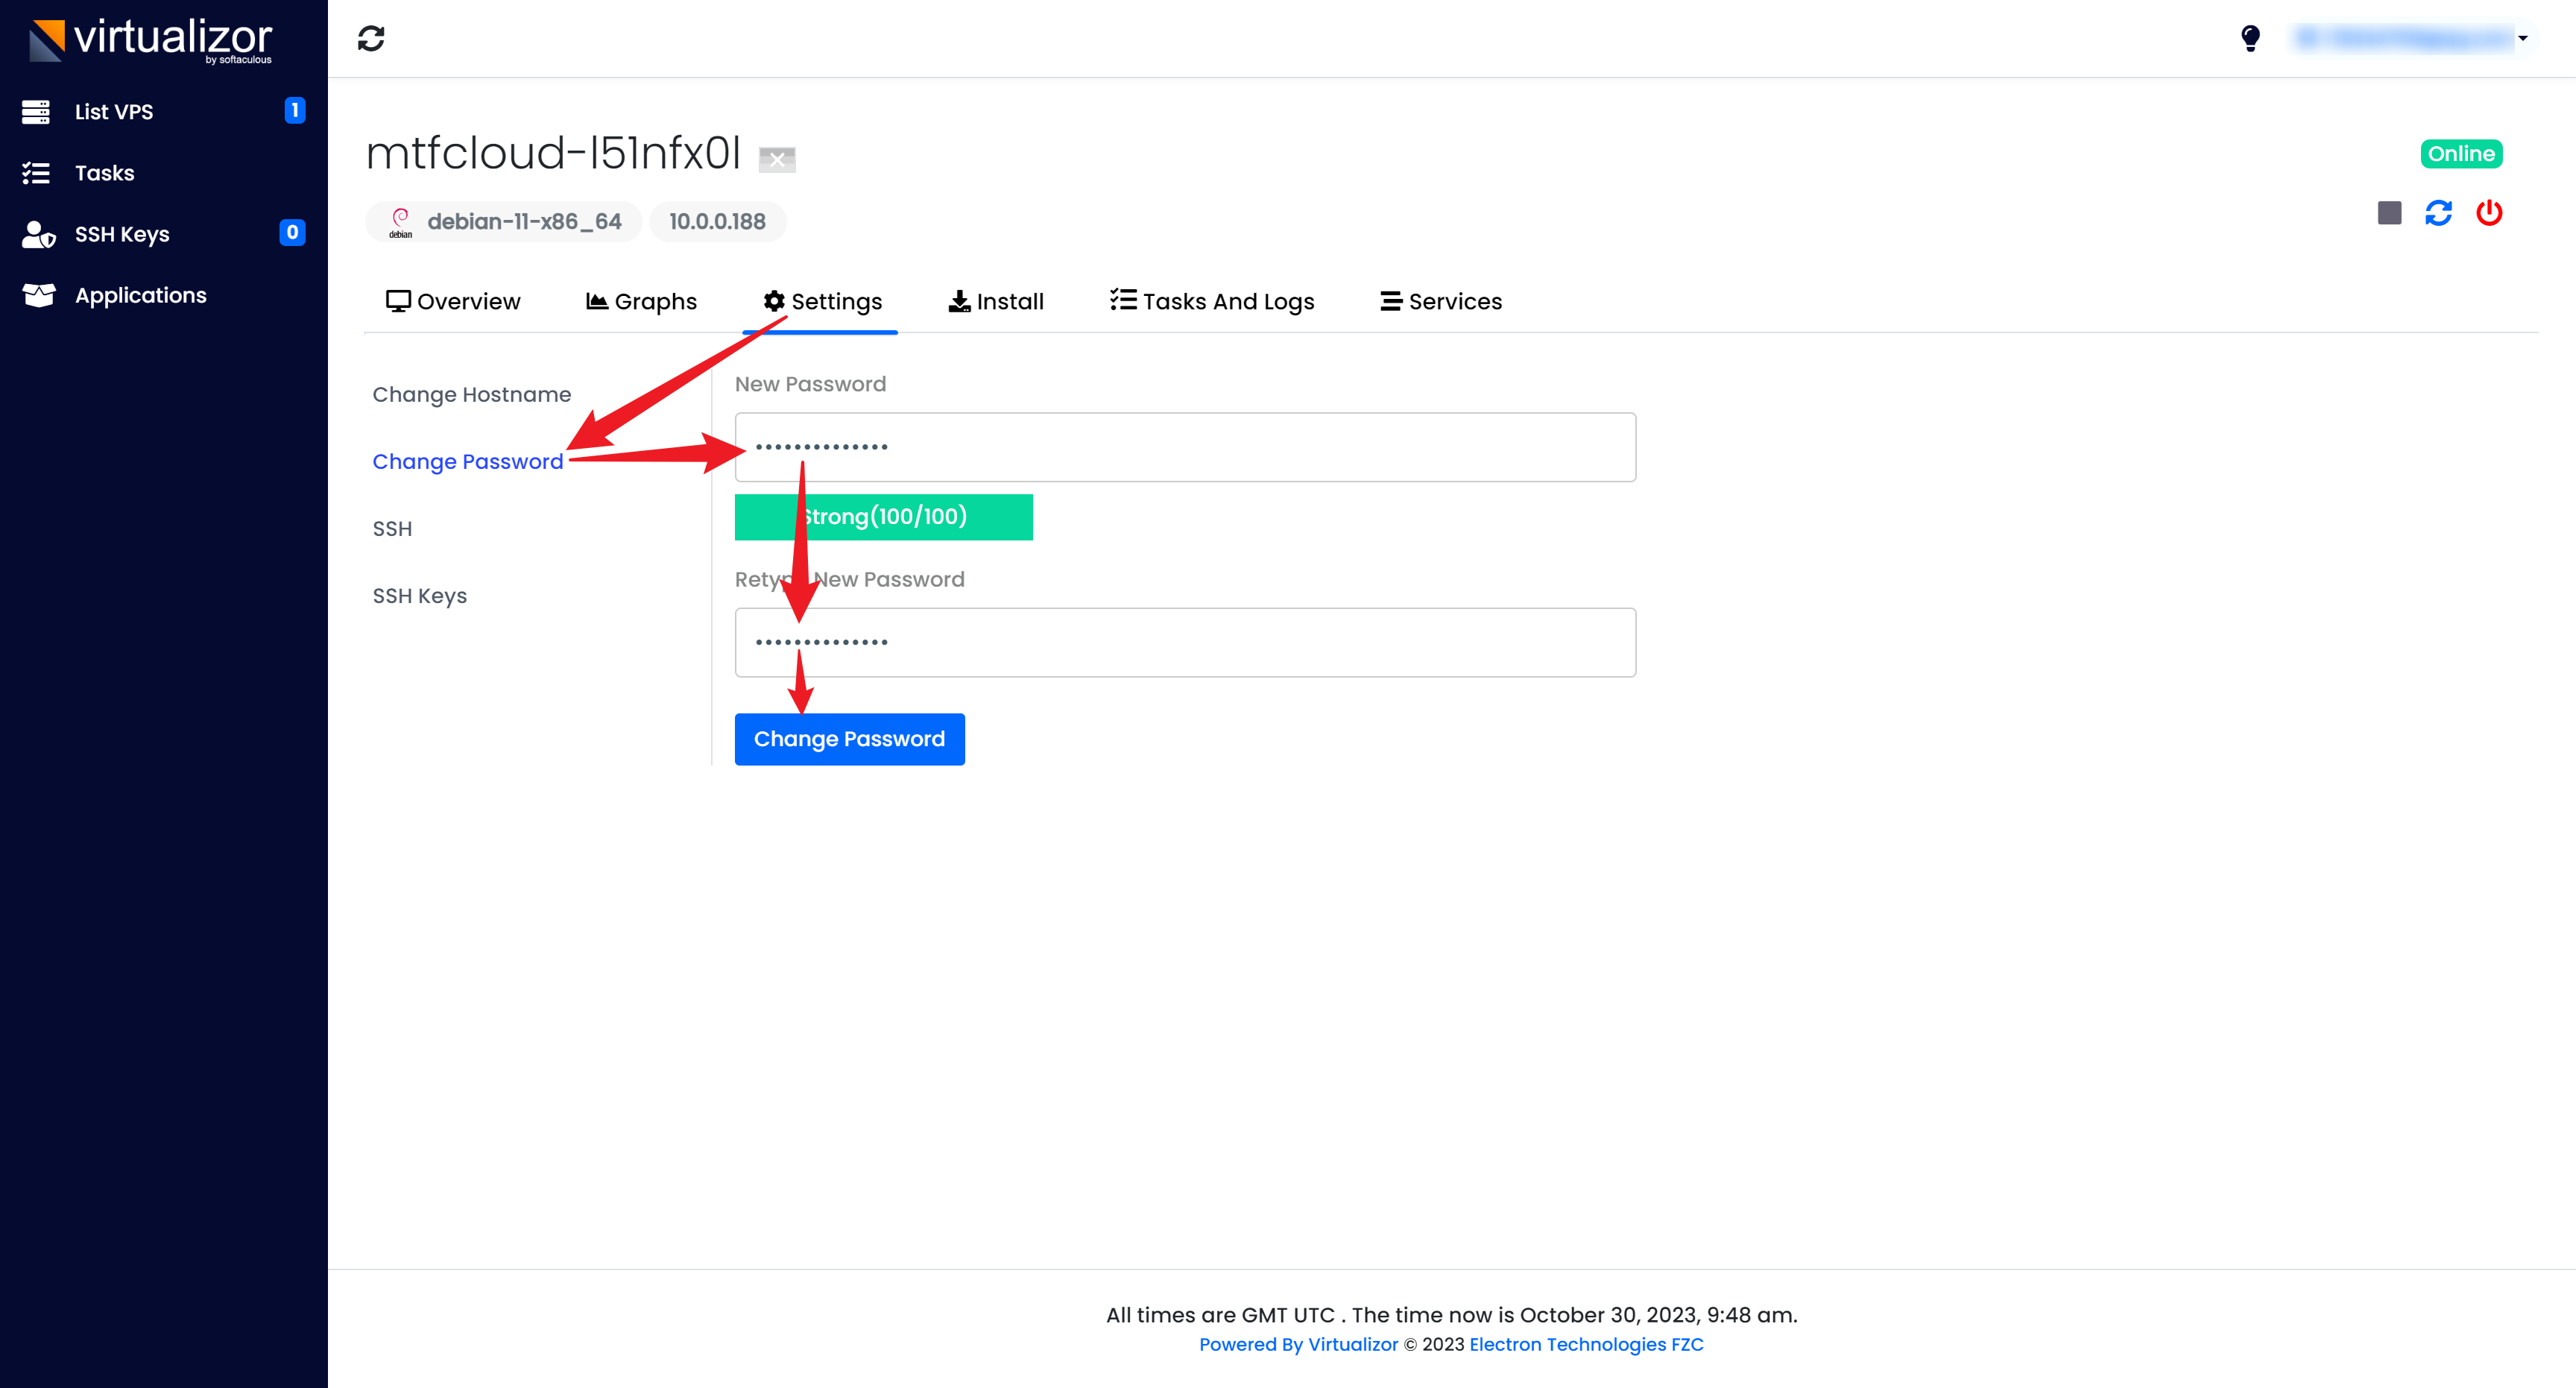 virtualizor
by softaculous
List VPS 1
Tasks
SSH Keys 0
Applications
mtfcloud-l51nfx0l
Online
debian debian-11-x86_64 10.0.0.188
Overview Graphs Settings Install Tasks And Logs Services
Change Hostname
Change Password
SSH
SSH Keys
New Password
••••••••••••••
Strong(100/100)
Retype New Password
••••••••••••••
Change Password
All times are GMT UTC . The time now is October 30, 2023, 9:48 am.
Powered By Virtualizor © 2023 Electron Technologies FZC